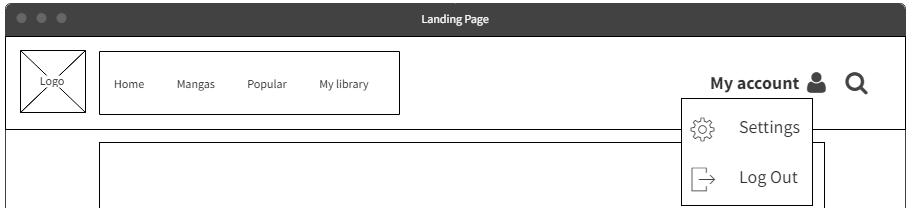 Landing Page
Logo
Home Mangas Popular My library
My account
Settings
Log Out